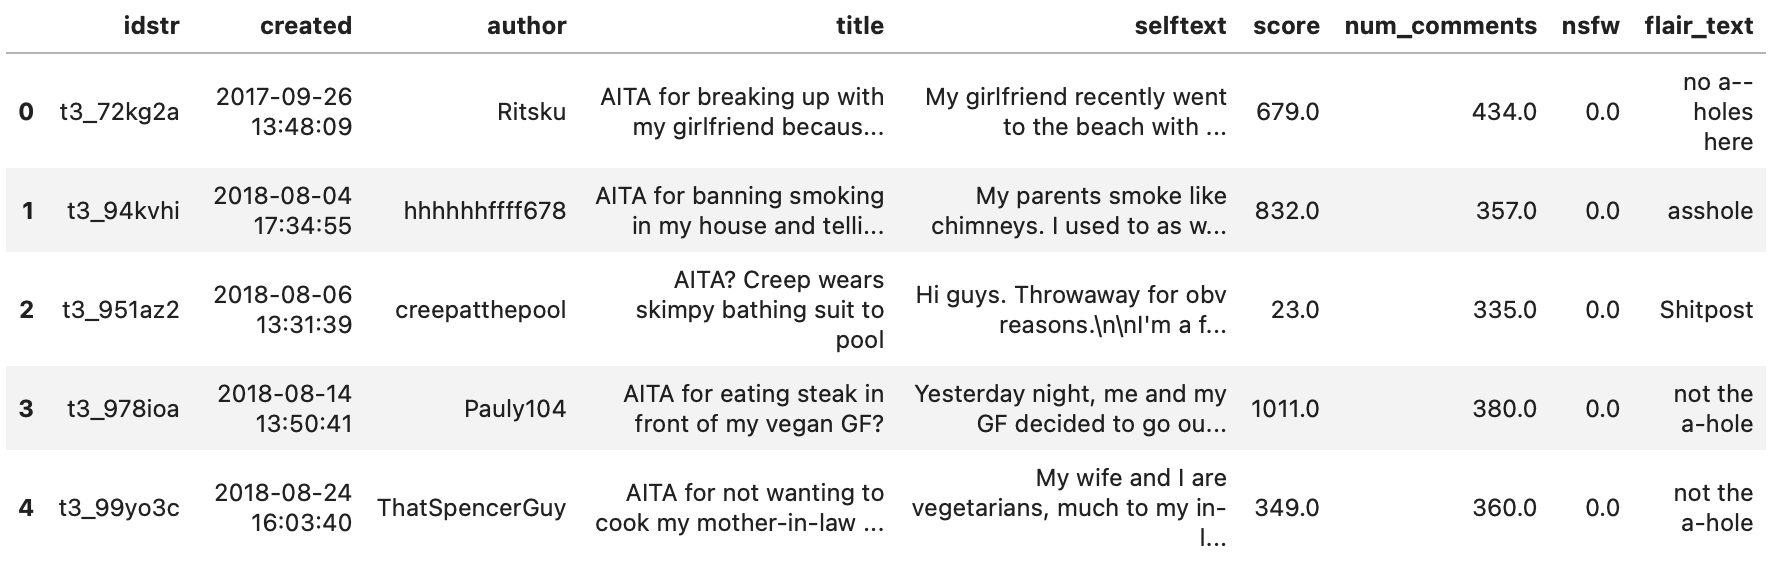 idstr created author title selftext score num_comments nsfw flair_text
0 t3_72kg2a 2017-09-26 13:48:09 Ritsku AITA for breaking up with my girlfriend becaus... My girlfriend recently went to the beach with ... 679.0 434.0 0.0 no a--holes here
1 t3_94kvhi 2018-08-04 17:34:55 hhhhhhffff678 AITA for banning smoking in my house and telli... My parents smoke like chimneys. I used to as w... 832.0 357.0 0.0 asshole
2 t3_951az2 2018-08-06 13:31:39 creepatthepool AITA? Creep wears skimpy bathing suit to pool Hi guys. Throwaway for obv reasons.\n\nI'm a f... 23.0 335.0 0.0 Shitpost
3 t3_978ioa 2018-08-14 13:50:41 Pauly104 AITA for eating steak in front of my vegan GF? Yesterday night, me and my GF decided to go ou... 1011.0 380.0 0.0 not the a-hole
4 t3_99yo3c 2018-08-24 16:03:40 ThatSpencerGuy AITA for not wanting to cook my mother-in-law ... My wife and I are vegetarians, much to my in-l... 349.0 360.0 0.0 not the a-hole